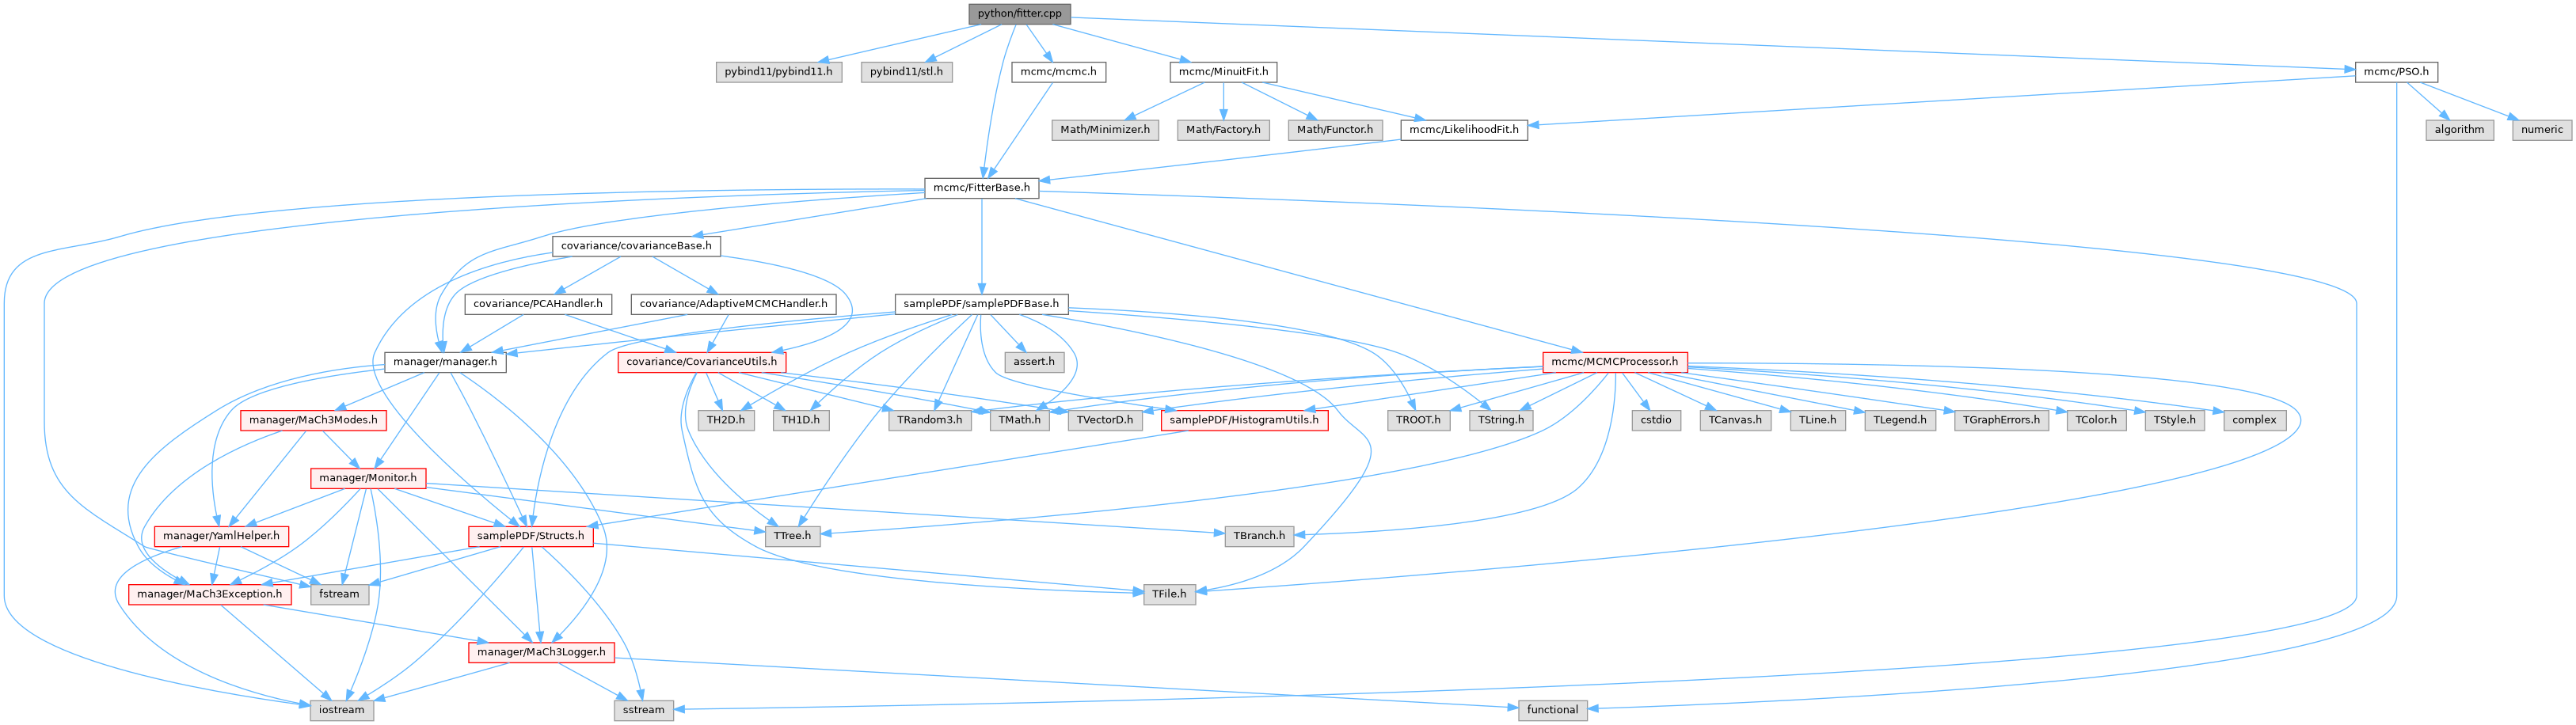 python/fitter.cpp
pybind11/pybind11.h
pybind11/stl.h
mcmc/mcmc.h
mcmc/MinuitFit.h
mcmc/PSO.h
Math/Minimizer.h
Math/Factory.h
Math/Functor.h
mcmc/LikelihoodFit.h
algorithm
numeric
mcmc/FitterBase.h
covariance/covarianceBase.h
covariance/PCAHandler.h
covariance/AdaptiveMCMCHandler.h
samplePDF/samplePDFBase.h
manager/manager.h
covariance/CovarianceUtils.h
assert.h
mcmc/MCMCProcessor.h
manager/MaCh3Modes.h
TH2D.h
TH1D.h
TRandom3.h
TMath.h
TVectorD.h
samplePDF/HistogramUtils.h
TROOT.h
TString.h
cstdio
TCanvas.h
TLine.h
TLegend.h
TGraphErrors.h
TColor.h
TStyle.h
complex
manager/Monitor.h
manager/YamlHelper.h
samplePDF/Structs.h
TTree.h
TBranch.h
manager/MaCh3Exception.h
fstream
TFile.h
manager/MaCh3Logger.h
iostream
sstream
functional